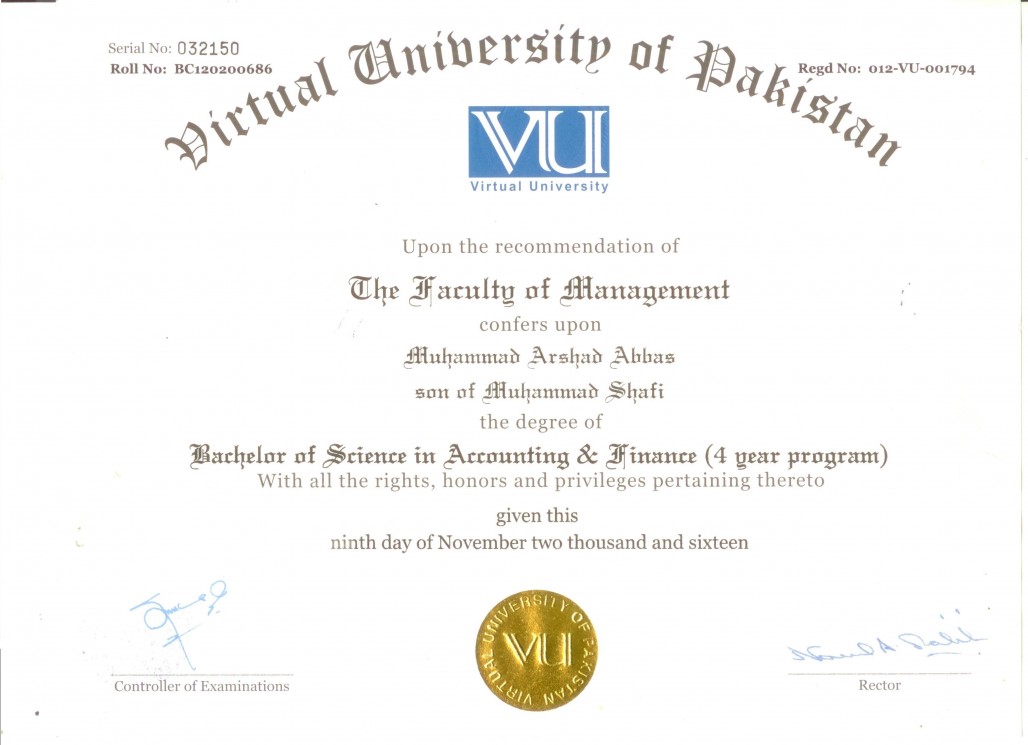 Serial No: 032150
Roll No: BC120200686
Regd No: 012-VU-001794
Virtual University of Pakistan
VU
Virtual University
Upon the recommendation of
The Faculty of Management
confers upon
Muhammad Arshad Abbas
son of Muhammad Shafi
the degree of
Bachelor of Science in Accounting & Finance (4 year program)
With all the rights, honors and privileges pertaining thereto
given this
ninth day of November two thousand and sixteen
VIRTUAL UNIVERSITY OF PAKISTAN
VU
Controller of Examinations
Rector